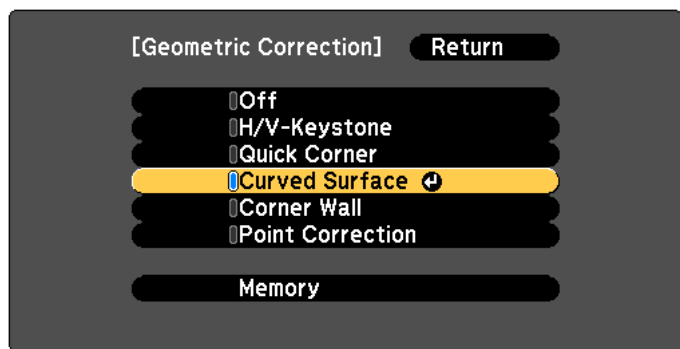 [Geometric Correction] Return
Off
H/V-Keystone
Quick Corner
Curved Surface
Corner Wall
Point Correction
Memory